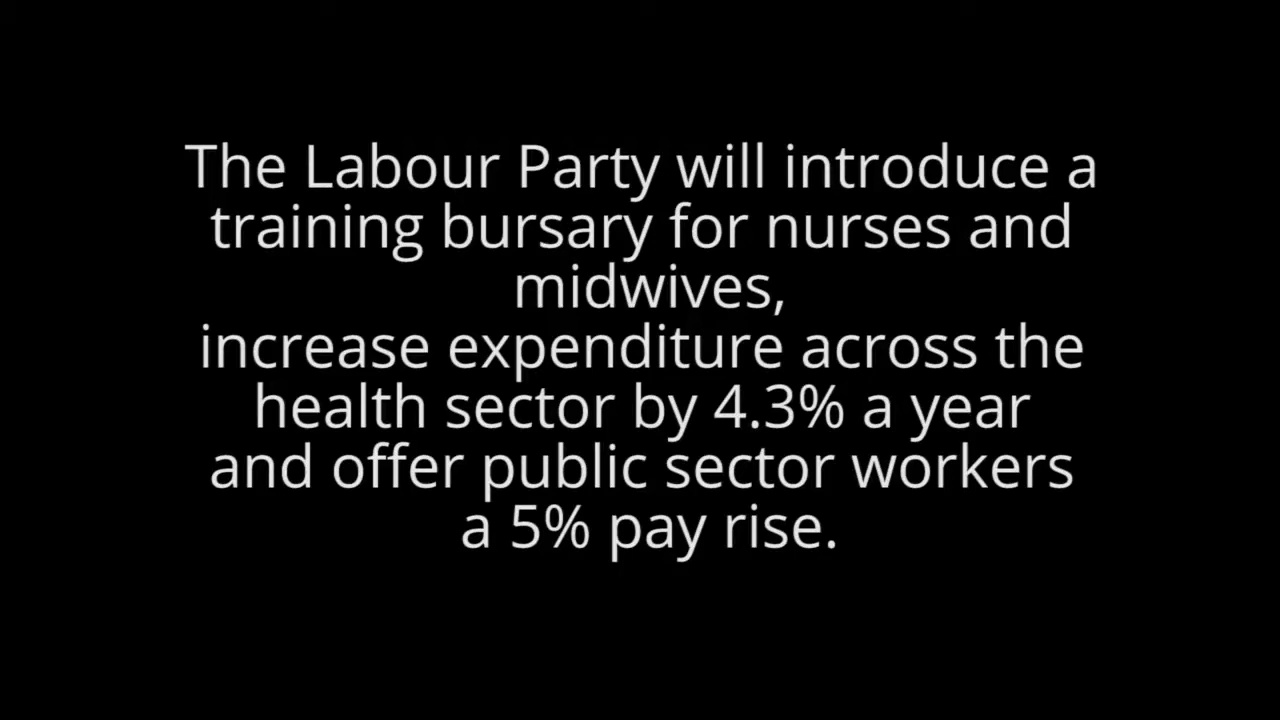 The Labour Party will introduce a
training bursary for nurses and
midwives,
increase expenditure across the
health sector by 4.3% a year
and offer public sector workers
a 5% pay rise.